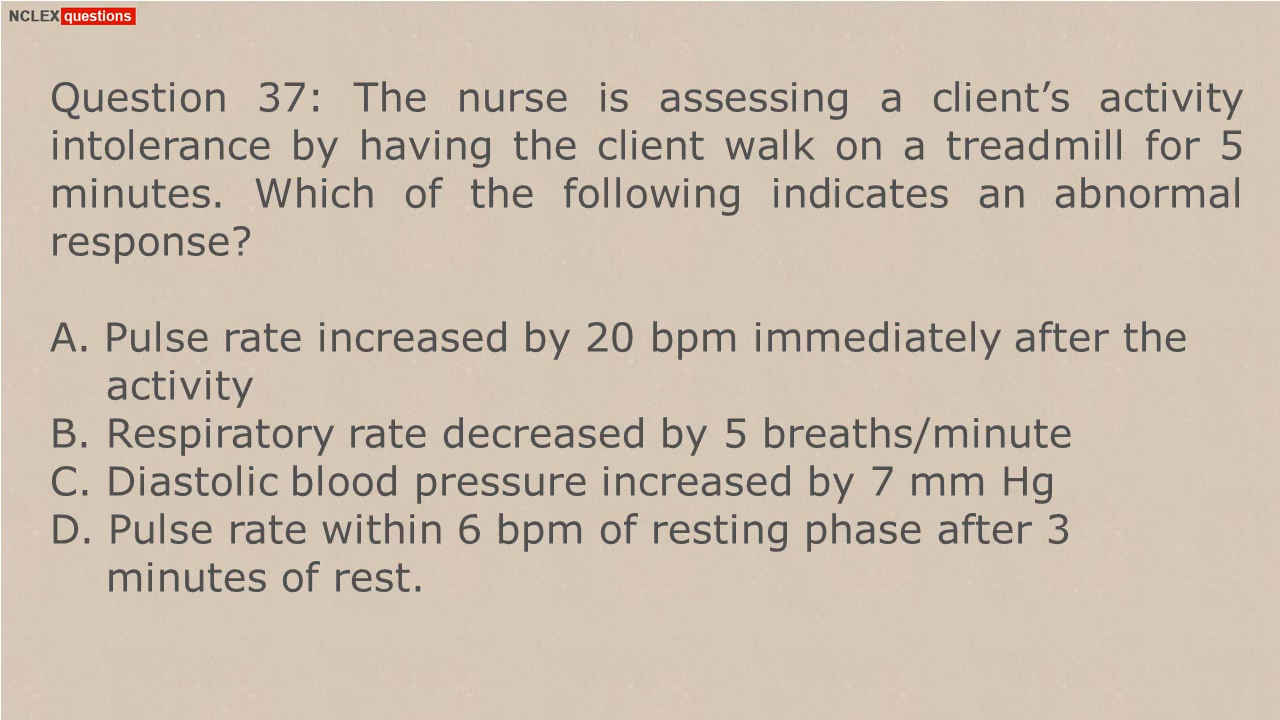 NCLEX questions
Question 37: The nurse is assessing a client’s activity
intolerance by having the client walk on a treadmill for 5
minutes. Which of the following indicates an abnormal
response?
A. Pulse rate increased by 20 bpm immediately after the
activity
B. Respiratory rate decreased by 5 breaths/minute
C. Diastolic blood pressure increased by 7 mm Hg
D. Pulse rate within 6 bpm of resting phase after 3
minutes of rest.